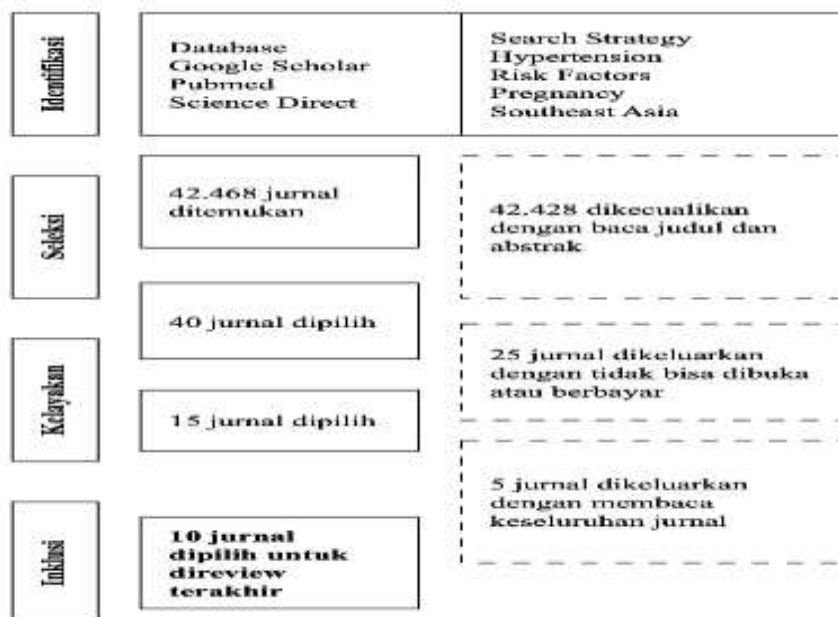 Identifikasi
Database
Google Scholar
Pubmed
Science Direct
Search Strategy
Hypertension
Risk Factors
Pregnancy
Southeast Asia
Seleksi
42.468 jurnal
ditemukan
42.428 dikecualikan
dengan baca judul dan
abstrak
40 jurnal dipilih
Kelayakan
25 jurnal dikeluarkan
dengan tidak bisa dibuka
atau berbayar
15 jurnal dipilih
5 jurnal dikeluarkan
dengan membaca
keseluruhan jurnal
Inklusi
10 jurnal
dipilih untuk
direview
terakhir